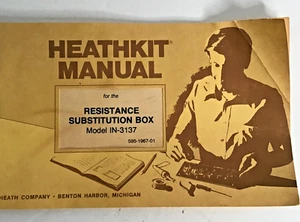 HEATHKIT®
MANUAL
for the
RESISTANCE
SUBSTITUTION BOX
Model IN-3137
595-1967-01
HEATH COMPANY • BENTON HARBOR, MICHIGAN